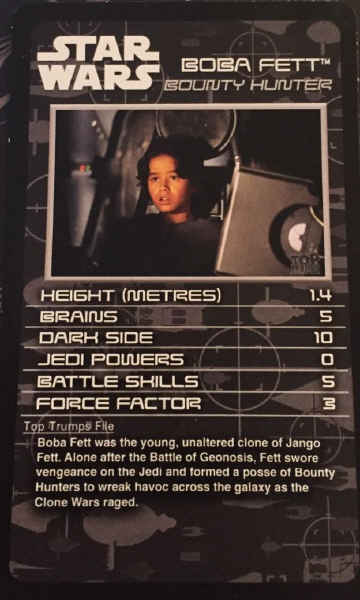 STAR
WARS
BOBA FETT™
BOUNTY HUNTER
HEIGHT (METRES) 1.4
BRAINS 5
DARK SIDE 10
JEDI POWERS 0
BATTLE SKILLS 5
FORCE FACTOR 3
Top Trumps File
Boba Fett was the young, unaltered clone of Jango
Fett. Alone after the Battle of Geonosis, Fett swore
vengeance on the Jedi and formed a posse of Bounty
Hunters to wreak havoc across the galaxy as the
Clone Wars raged.